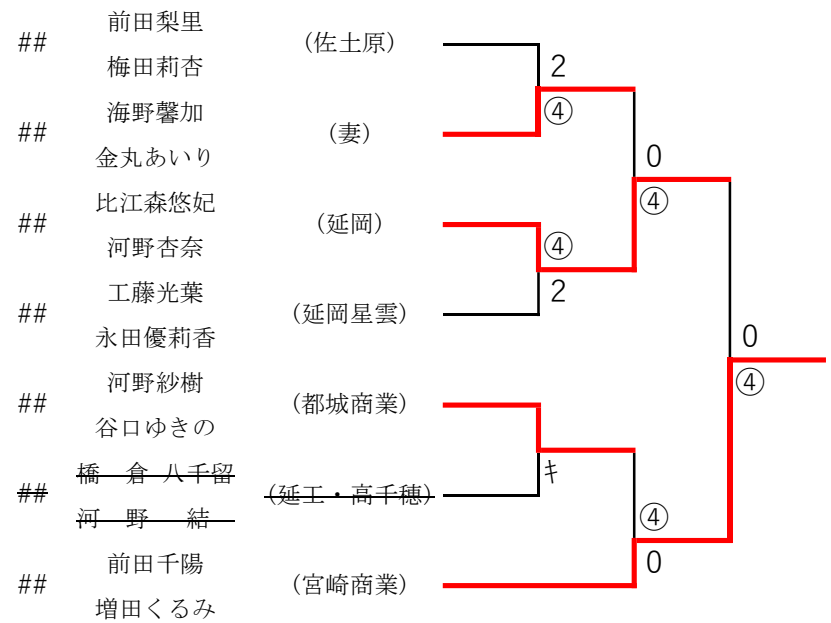 前田梨里
## (佐土原)
梅田莉杏
2
海野馨加
④
## (妻)
金丸あいり
0
比江森悠妃
④
## (延岡)
④
河野杏奈
工藤光葉
2
## (延岡星雲)
永田優莉香
0
河野紗樹
④
## (都城商業)
谷口ゆきの
橋 倉 八千留
キ
## (延工・高千穂)
河 野 結
④
前田千陽
0
## (宮崎商業)
増田くるみ